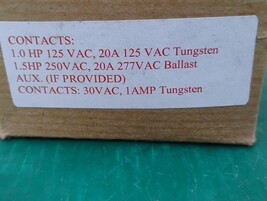 CONTACTS:
1.0 HP 125 VAC, 20A 125 VAC Tungsten
1.5HP 250VAC, 20A 277VAC Ballast
AUX. (IF PROVIDED)
CONTACTS: 30VAC, 1AMP Tungsten